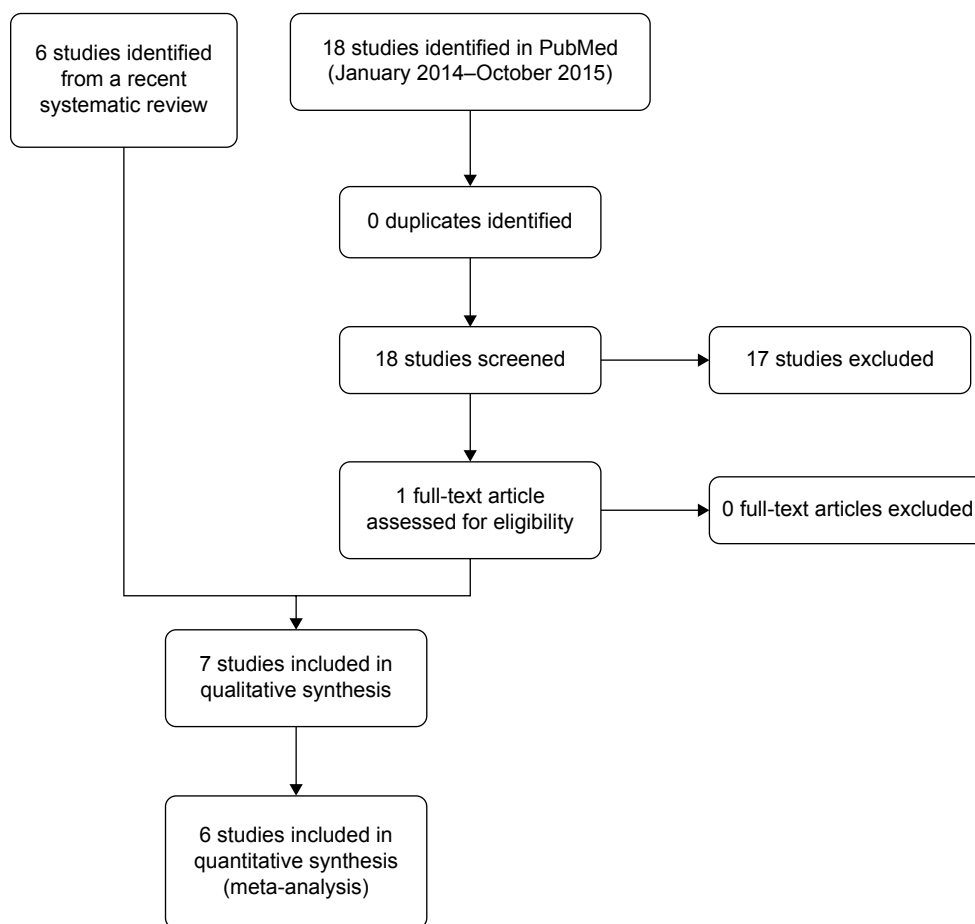 6 studies identified
from a recent
systematic review
18 studies identified in PubMed
(January 2014–October 2015)
0 duplicates identified
18 studies screened
17 studies excluded
1 full-text article
assessed for eligibility
0 full-text articles excluded
7 studies included in
qualitative synthesis
6 studies included in
quantitative synthesis
(meta-analysis)